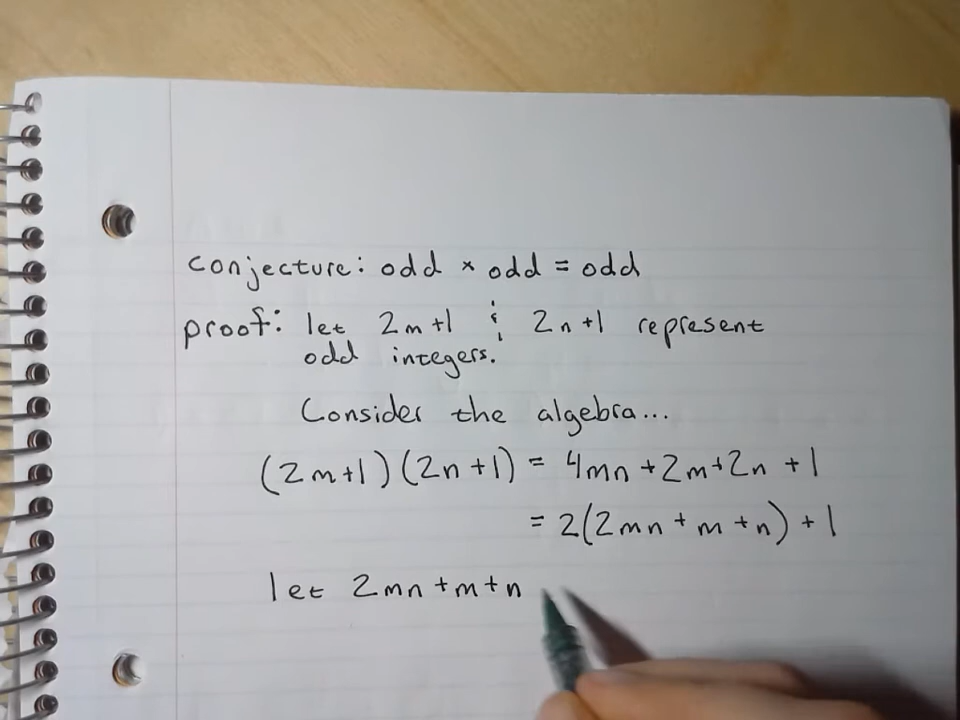 conjecture: odd × odd = odd
proof: let 2m+1 & 2n+1 represent
odd integers.
Consider the algebra...
(2m+1)(2n+1) = 4mn+2m+2n+1
= 2(2mn+m+n)+1
let 2mn+m+n